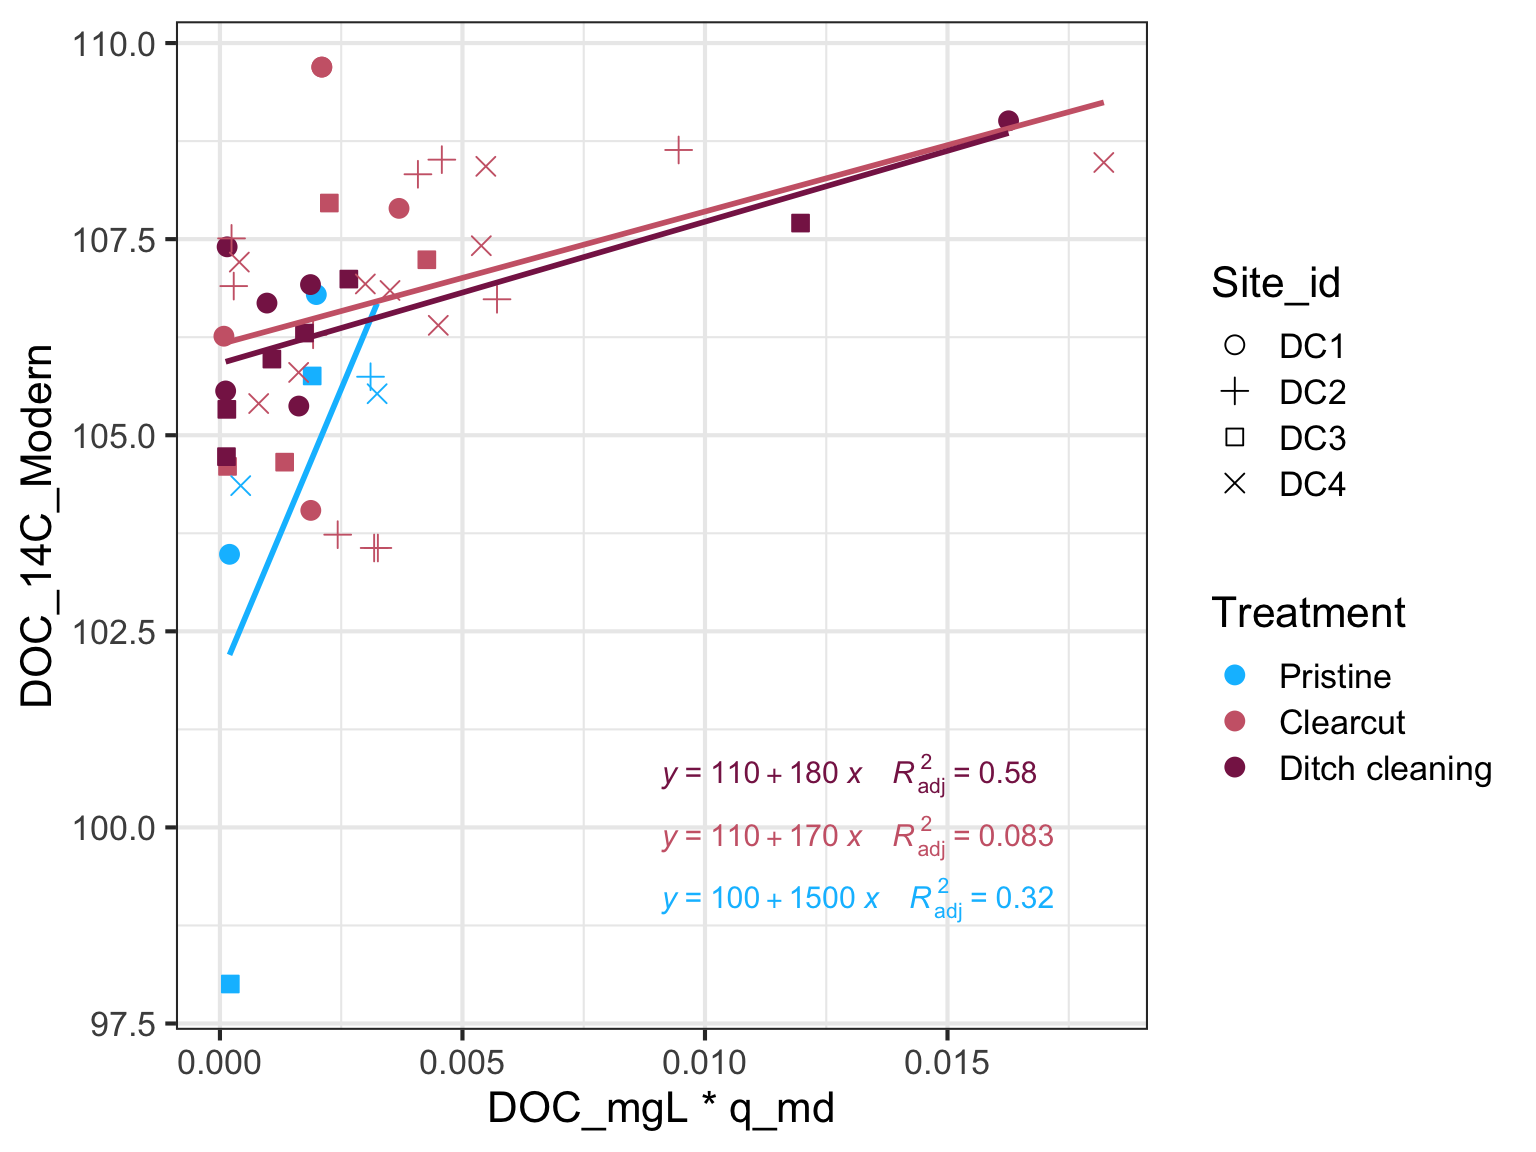 110.0
107.5
105.0
102.5
100.0
97.5
DOC_14C_Modern
0.000 0.005 0.010 0.015
DOC_mgL * q_md
y = 110 + 180 x R²adj = 0.58
y = 110 + 170 x R²adj = 0.083
y = 100 + 1500 x R²adj = 0.32
Site_id
DC1
DC2
DC3
DC4
Treatment
Pristine
Clearcut
Ditch cleaning